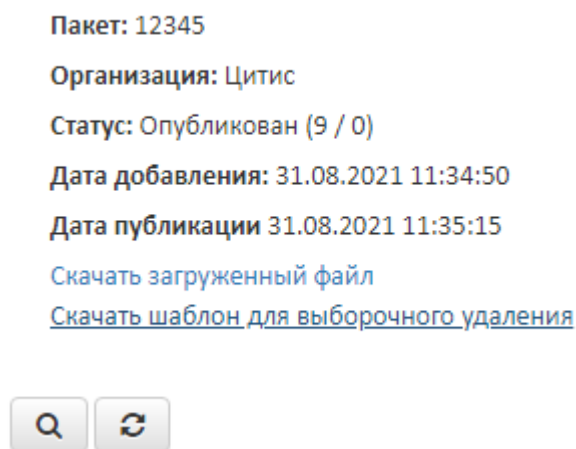 Пакет: 12345
Организация: Цитис
Статус: Опубликован (9 / 0)
Дата добавления: 31.08.2021 11:34:50
Дата публикации 31.08.2021 11:35:15
Скачать загруженный файл
Скачать шаблон для выборочного удаления